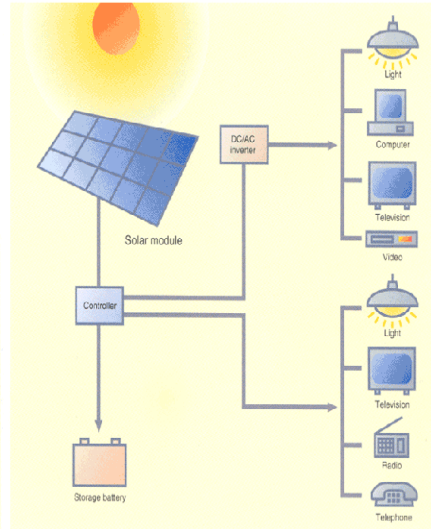 Light
DC/AC
inverter
Computer
Solar module
Television
Video
Controller
Light
Television
Radio
Storage battery
Telephone